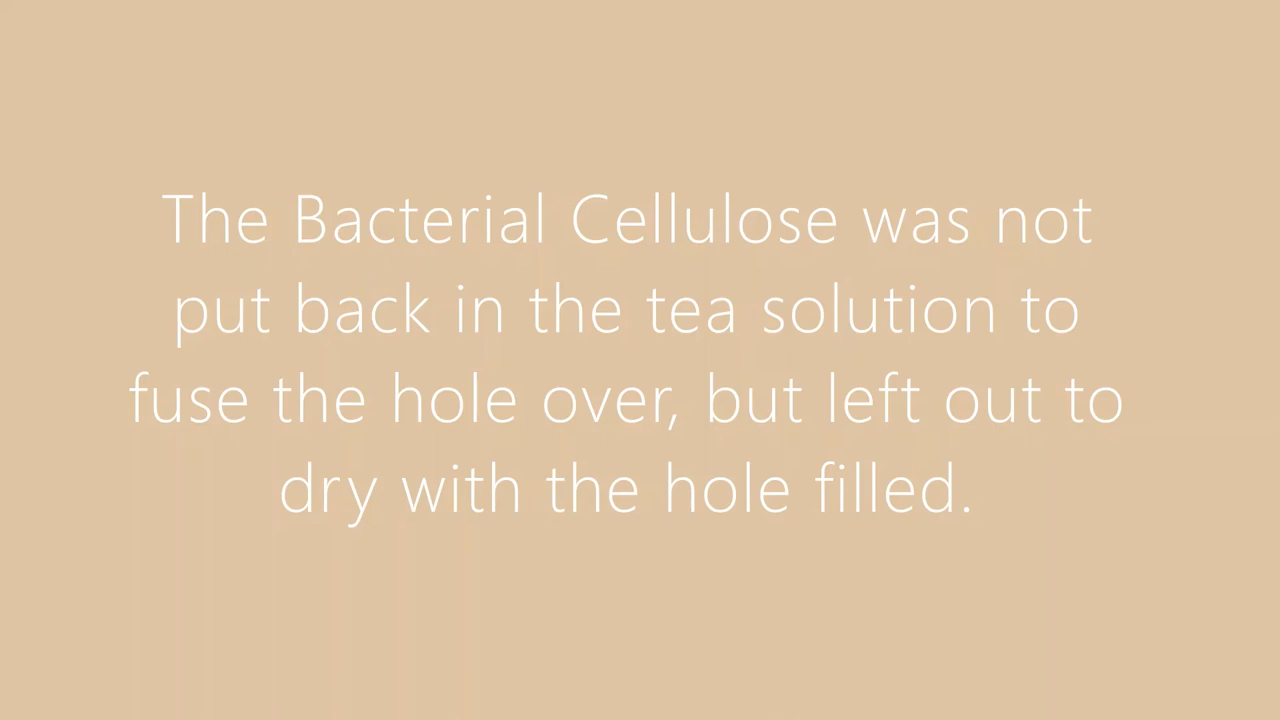 The Bacterial Cellulose was not
put back in the tea solution to
fuse the hole over, but left out to
dry with the hole filled.